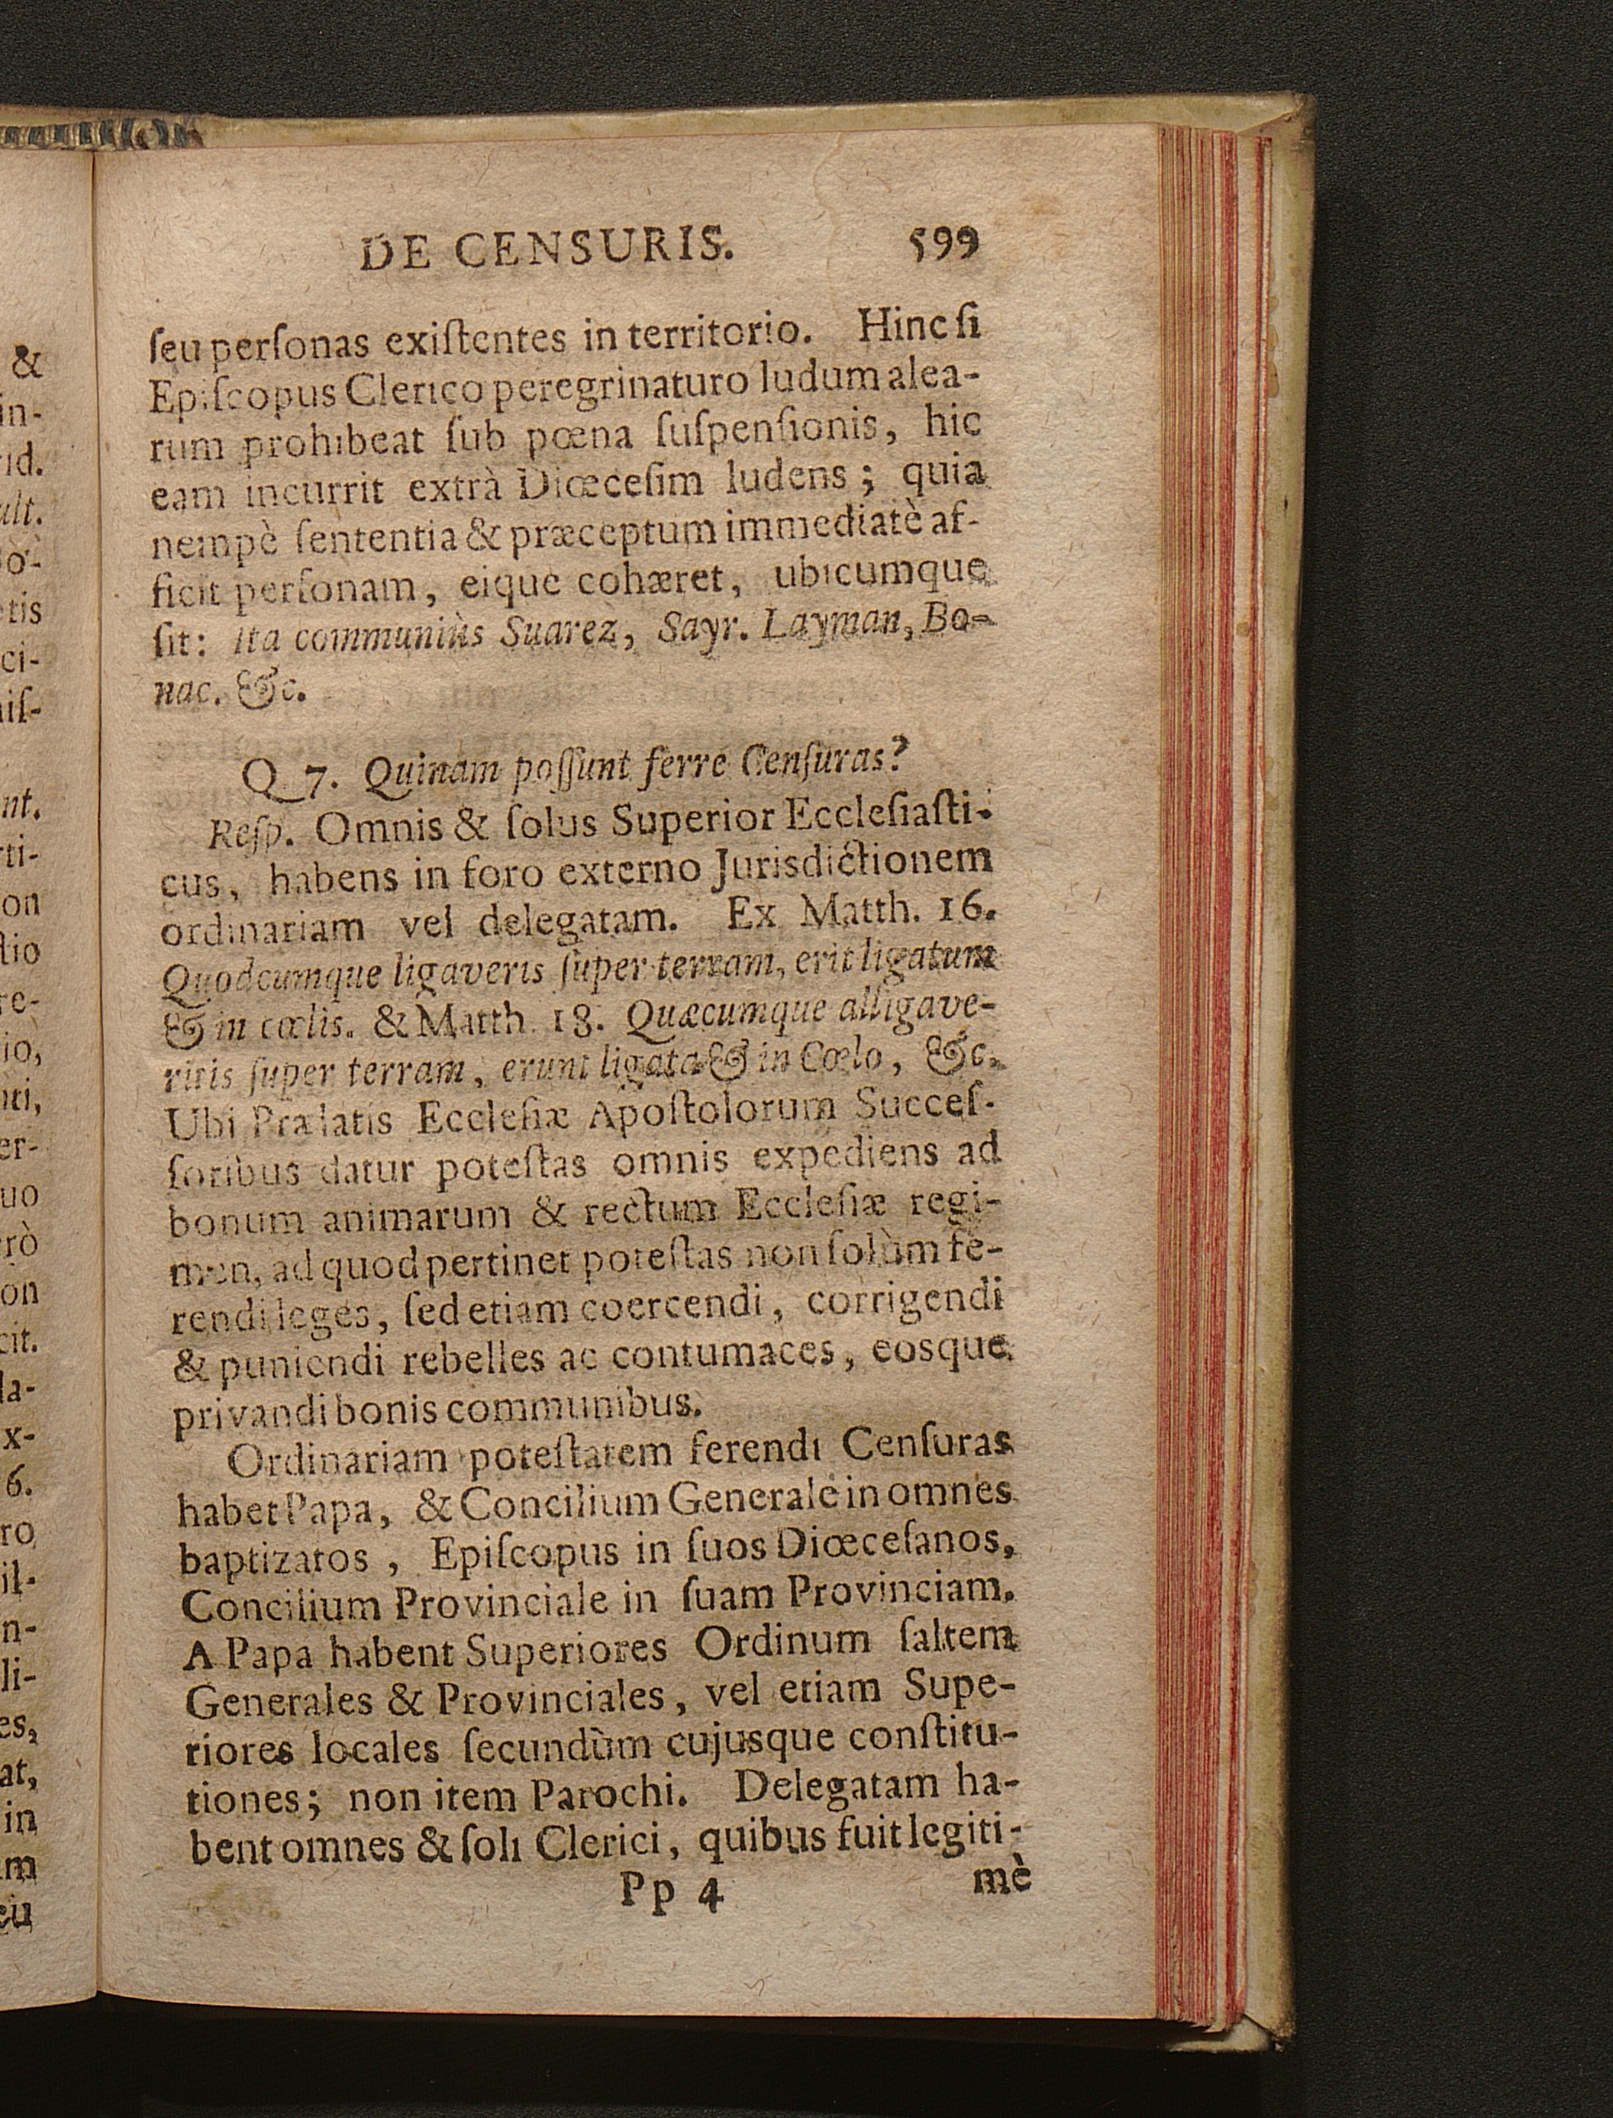 DE CENSURIS. 599
ſeu perſonas exiſtentes in territorio. Hinc ſi
Epiſcopus Clerico peregrinaturo ludum alea-
rum prohibeat ſub pœna ſuſpenſionis, hic
eam incurrit extrà Diœceſim ludens; quia
nempè ſententia & præceptum immediatè af-
ficit perſonam, eique cohæret, ubicumque
ſit: Ita communiùs Suarez, Sayr. Layman, Bo-
nac. &c.
Q 7. Quinam poſſunt ferre Cenſuras?
Reſp. Omnis & ſolus Superior Eccleſiaſti-
cus, habens in foro externo Jurisdictionem
ordinariam vel delegatam. Ex Matth. 16.
Quodcumque ligaveris ſuper terram, erit ligatum
& in cœlis. & Matth. 18. Quæcumque alligave-
ritis ſuper terram, erunt ligata & in Cœlo, &c.
Ubi Prælatis Eccleſiæ Apoſtolorum Succeſ-
ſoribus datur poteſtas omnis expediens ad
bonum animarum & rectum Eccleſiæ regi-
men, ad quod pertinet poteſtas non ſolùm fe-
rendi leges, ſed etiam coercendi, corrigendi
& puniendi rebelles ac contumaces, eosque
privandi bonis communibus.
Ordinariam poteſtatem ferendi Cenſuras
habet Papa, & Concilium Generale in omnes
baptizatos, Epiſcopus in ſuos Diœceſanos,
Concilium Provinciale in ſuam Provinciam.
A Papa habent Superiores Ordinum ſaltem
Generales & Provinciales, vel etiam Supe-
riores locales ſecundùm cujusque conſtitu-
tiones; non item Parochi. Delegatam ha-
bent omnes & ſoli Clerici, quibus fuit legiti-
Pp 4 mè